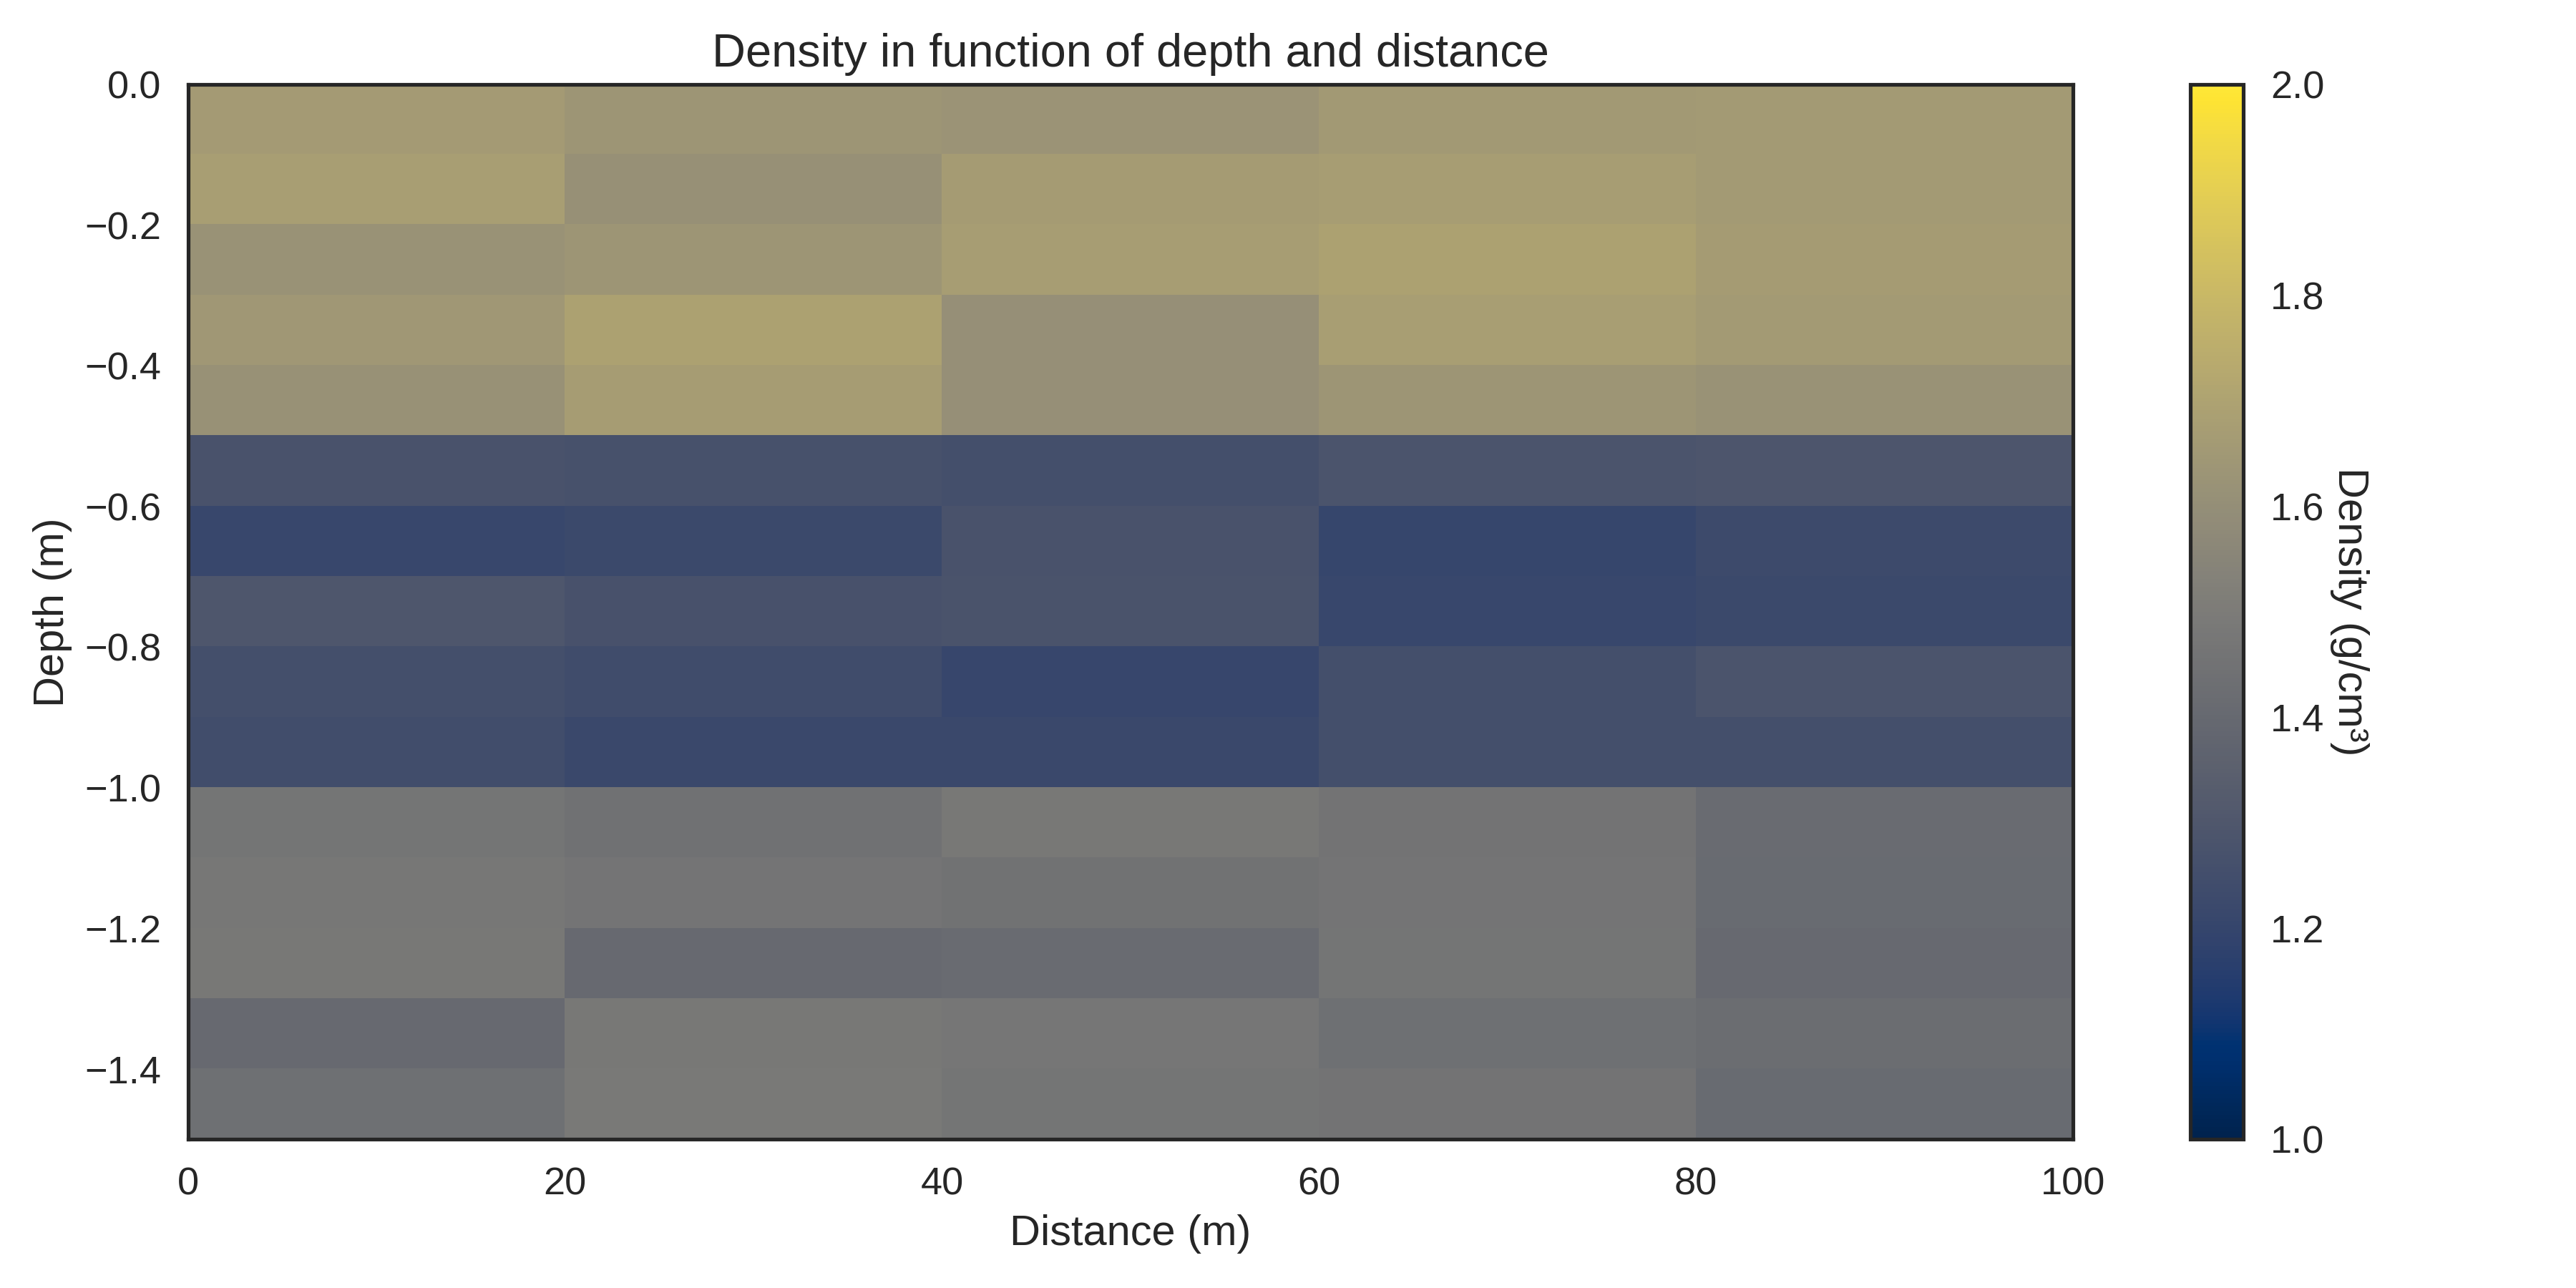 Density in function of depth and distance
0.0
−0.2
−0.4
−0.6
−0.8
−1.0
−1.2
−1.4
Depth (m)
0 20 40 60 80 100
Distance (m)
2.0
1.8
1.6
1.4
1.2
1.0
Density (g/cm³)